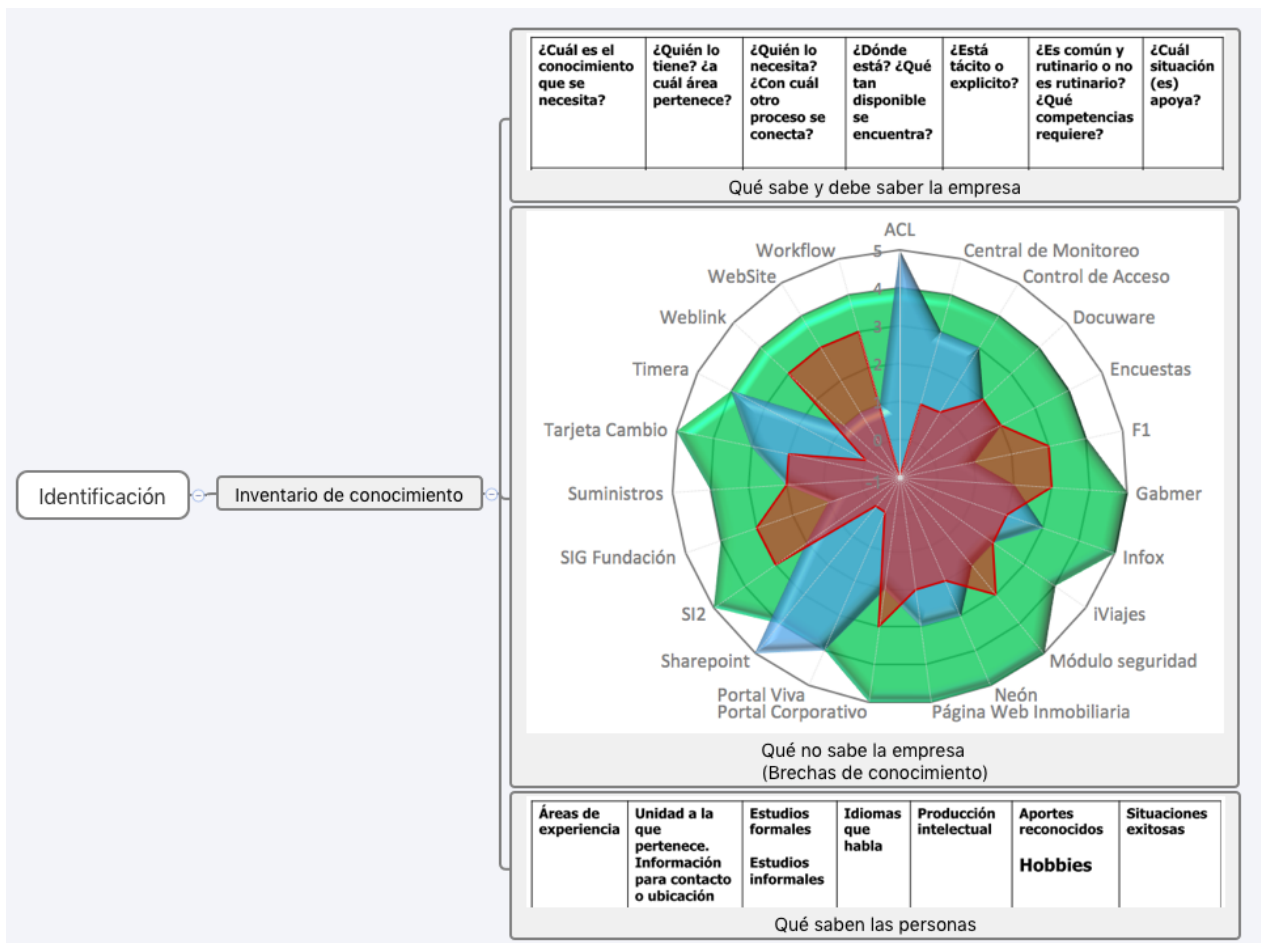 Identificación
Inventario de conocimiento
¿Cuál es el
conocimiento
que se
necesita?
¿Quién lo
tiene? ¿a
cuál área
pertenece?
¿Quién lo
necesita?
¿Con cuál
otro
proceso se
conecta?
¿Dónde
está? ¿Qué
tan
disponible
se
encuentra?
¿Está
tácito o
explicito?
¿Es común y
rutinario o no
es rutinario?
¿Qué
competencias
requiere?
¿Cuál
situación
(es)
apoya?
Qué sabe y debe saber la empresa
ACL
Central de Monitoreo
Control de Acceso
Docuware
Encuestas
F1
Gabmer
Infox
iViajes
Módulo seguridad
Neón
Página Web Inmobiliaria
Portal Corporativo
Portal Viva
Sharepoint
SI2
SIG Fundación
Suministros
Tarjeta Cambio
Timera
Weblink
WebSite
Workflow
5
4
3
2
1
0
-1
Qué no sabe la empresa
(Brechas de conocimiento)
Áreas de
experiencia
Unidad a la
que
pertenece.
Información
para contacto
o ubicación
Estudios
formales
Estudios
informales
Idiomas
que
habla
Producción
intelectual
Aportes
reconocidos
Hobbies
Situaciones
exitosas
Qué saben las personas